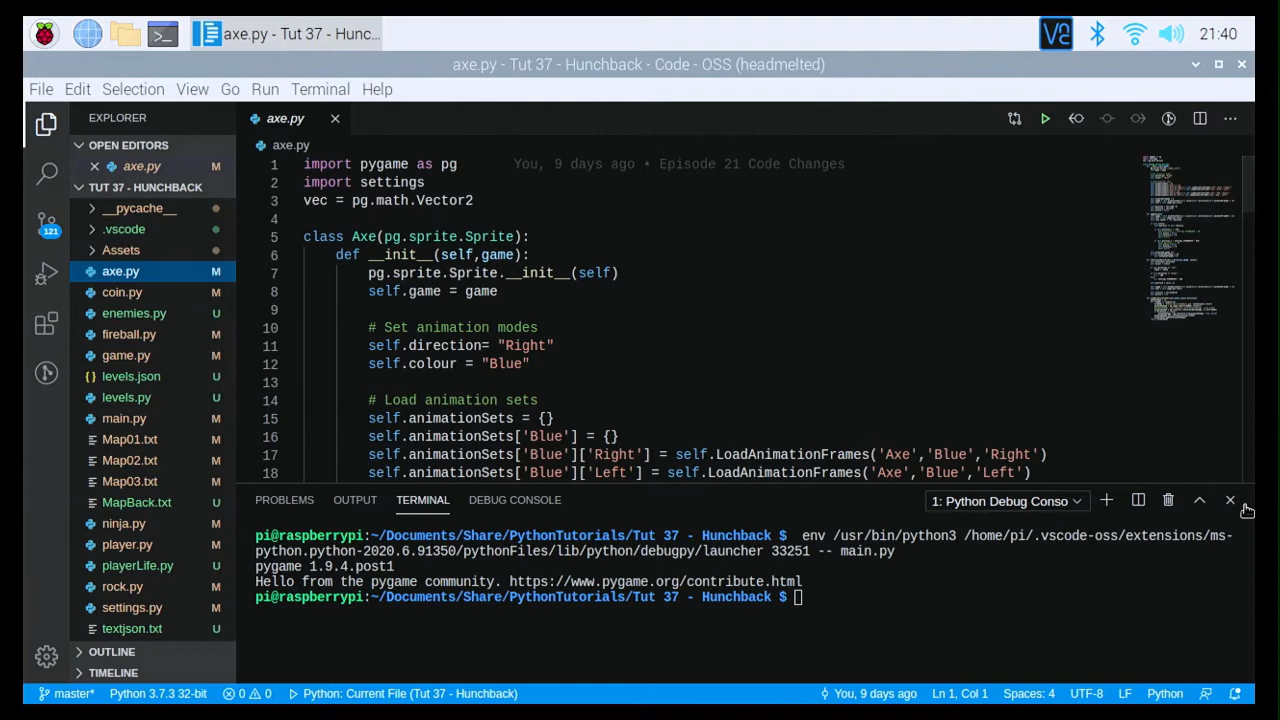 axe.py - Tut 37 - Hunc...
21:40
axe.py - Tut 37 - Hunchback - Code - OSS (headmelted)
File Edit Selection View Go Run Terminal Help
EXPLORER
OPEN EDITORS
axe.py M
TUT 37 - HUNCHBACK
__pycache__
.vscode
Assets
axe.py M
coin.py M
enemies.py U
fireball.py M
game.py M
{} levels.json U
levels.py U
main.py M
Map01.txt M
Map02.txt M
Map03.txt M
MapBack.txt U
ninja.py M
player.py M
playerLife.py U
rock.py M
settings.py M
textjson.txt U
OUTLINE
TIMELINE
121
axe.py
axe.py
1 import pygame as pg You, 9 days ago • Episode 21 Code Changes
2 import settings
3 vec = pg.math.Vector2
4
5 class Axe(pg.sprite.Sprite):
6 def __init__(self,game):
7 pg.sprite.Sprite.__init__(self)
8 self.game = game
9
10 # Set animation modes
11 self.direction= "Right"
12 self.colour = "Blue"
13
14 # Load animation sets
15 self.animationSets = {}
16 self.animationSets['Blue'] = {}
17 self.animationSets['Blue']['Right'] = self.LoadAnimationFrames('Axe','Blue','Right')
18 self.animationSets['Blue']['Left'] = self.LoadAnimationFrames('Axe','Blue','Left')
PROBLEMS OUTPUT TERMINAL DEBUG CONSOLE 1: Python Debug Conso
pi@raspberrypi:~/Documents/Share/PythonTutorials/Tut 37 - Hunchback $ env /usr/bin/python3 /home/pi/.vscode-oss/extensions/ms-
python.python-2020.6.91350/pythonFiles/lib/python/debugpy/launcher 33251 -- main.py
pygame 1.9.4.post1
Hello from the pygame community. https://www.pygame.org/contribute.html
pi@raspberrypi:~/Documents/Share/PythonTutorials/Tut 37 - Hunchback $
master* Python 3.7.3 32-bit 0 0 Python: Current File (Tut 37 - Hunchback) You, 9 days ago Ln 1, Col 1 Spaces: 4 UTF-8 LF Python